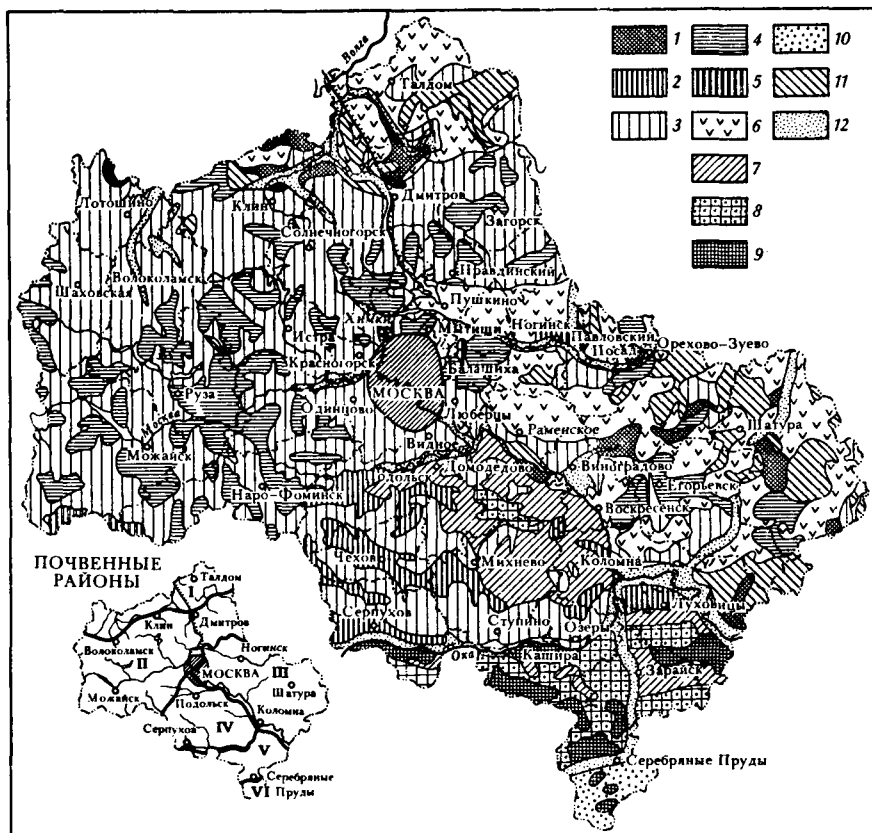 1 4 10
2 5 11
3 6 12
7
8
9
Волга
Талдом
Дмитров
Лотошино
Клин
Загорск
Солнечногорск
Волоколамск
Правдинский
Шаховская
Пушкино
Химки
Мытищи
Ногинск
Павловский
Посад
Орехово-Зуево
Истра
Красногорск
Балашиха
МОСКВА
Руза
Москва
Одинцово
Люберцы
Шатура
Раменское
Видное
Можайск
Домодедово
Виноградово
Егорьевск
Наро-Фоминск
Подольск
Воскресенск
Чехов
Михнево
Коломна
Серпухов
Ступино
Озеры
Луховицы
Ока
Кашира
Зарайск
Серебряные Пруды
ПОЧВЕННЫЕ
РАЙОНЫ
Талдом
I
Клин
Дмитров
Волоколамск
Ногинск
II
МОСКВА
III
Шатура
Можайск
Подольск
Коломна
Серпухов
IV
V
Серебряные
VI Пруды